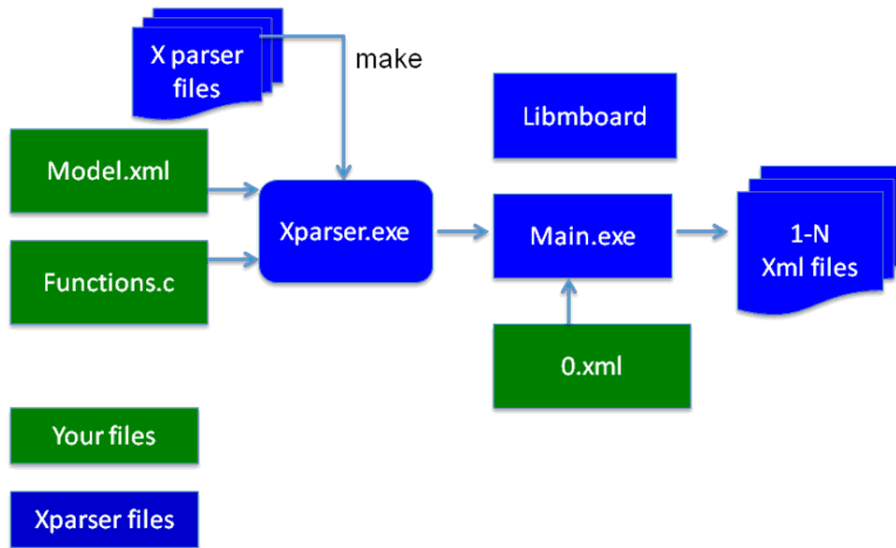 X parser
files
make
Libmboard
Model.xml
Xparser.exe
Main.exe
1-N
Xml files
Functions.c
0.xml
Your files
Xparser files